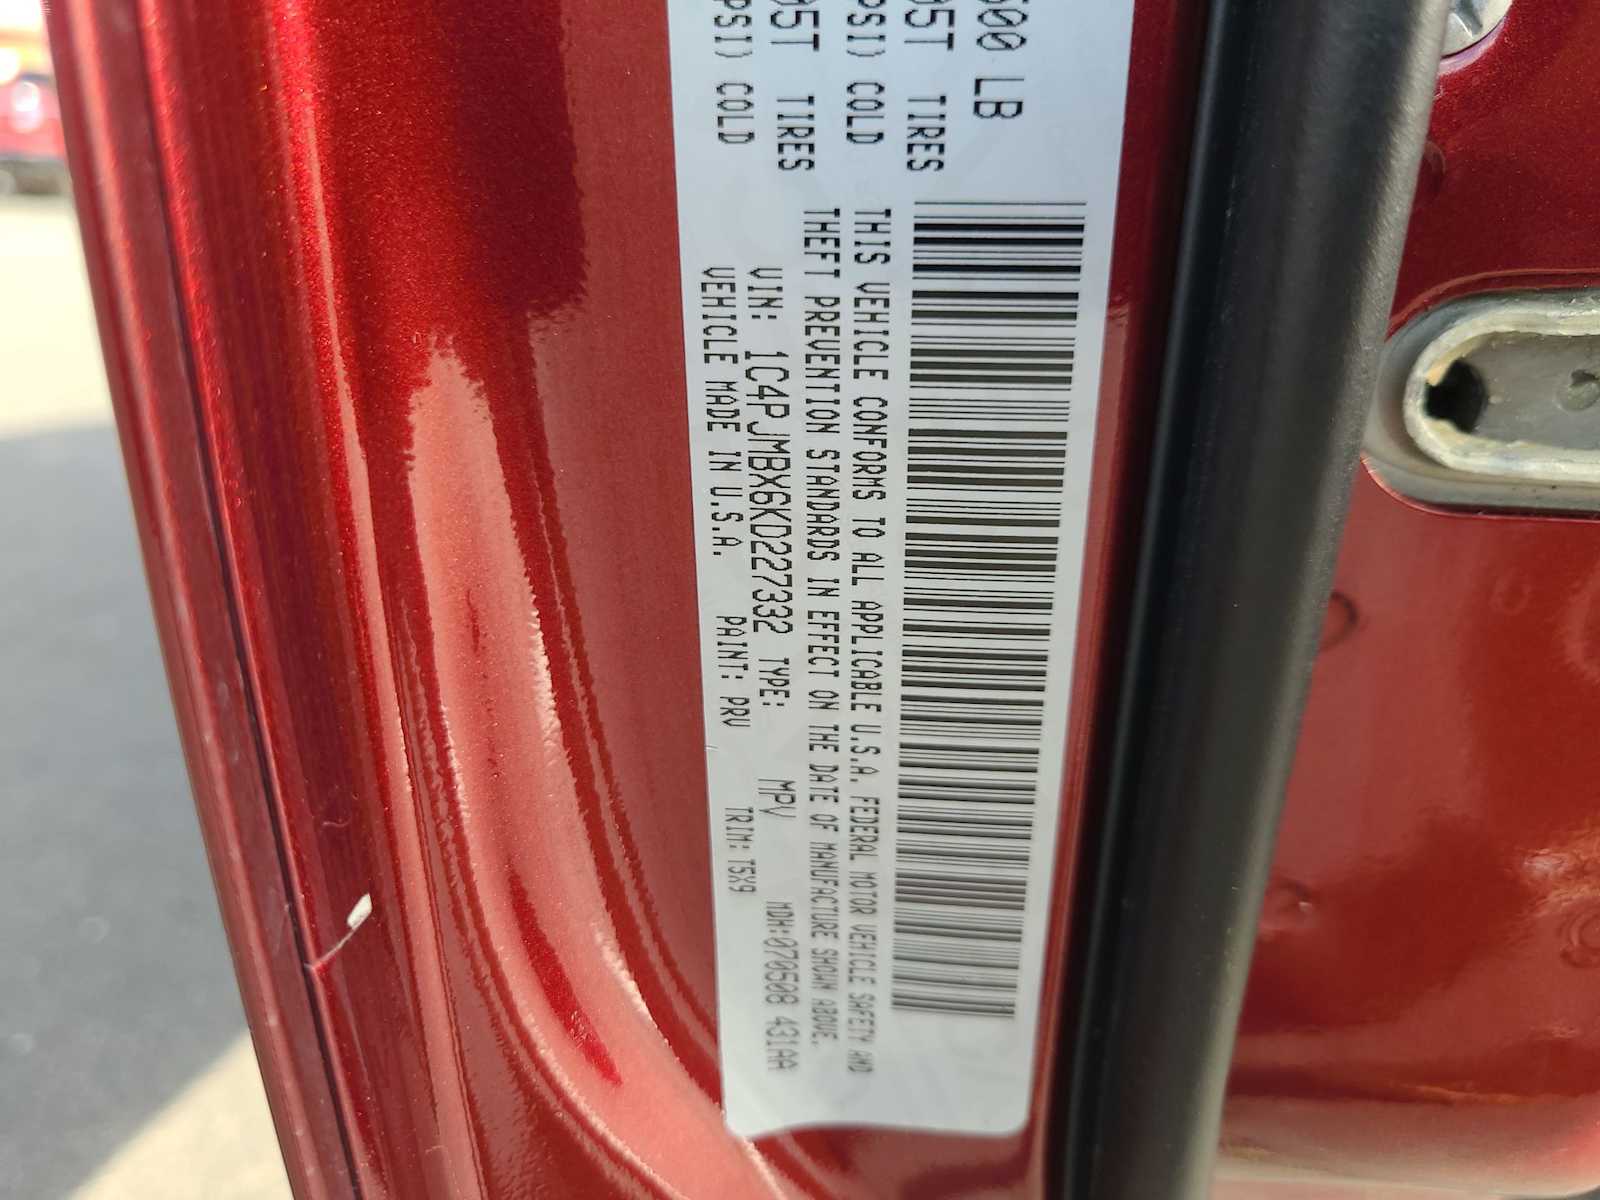 600 LB
05T TIRES
PSI) COLD
05T TIRES
PSI) COLD
THIS VEHICLE CONFORMS TO ALL APPLICABLE U.S.A. FEDERAL MOTOR VEHICLE SAFETY AND
THEFT PREVENTION STANDARDS IN EFFECT ON THE DATE OF MANUFACTURE SHOWN ABOVE.
VIN: 1C4PJMBX6KD227332 TYPE: MPV MDH:070508 431AA
VEHICLE MADE IN U.S.A. PAINT: PRV TRIM: T5X9